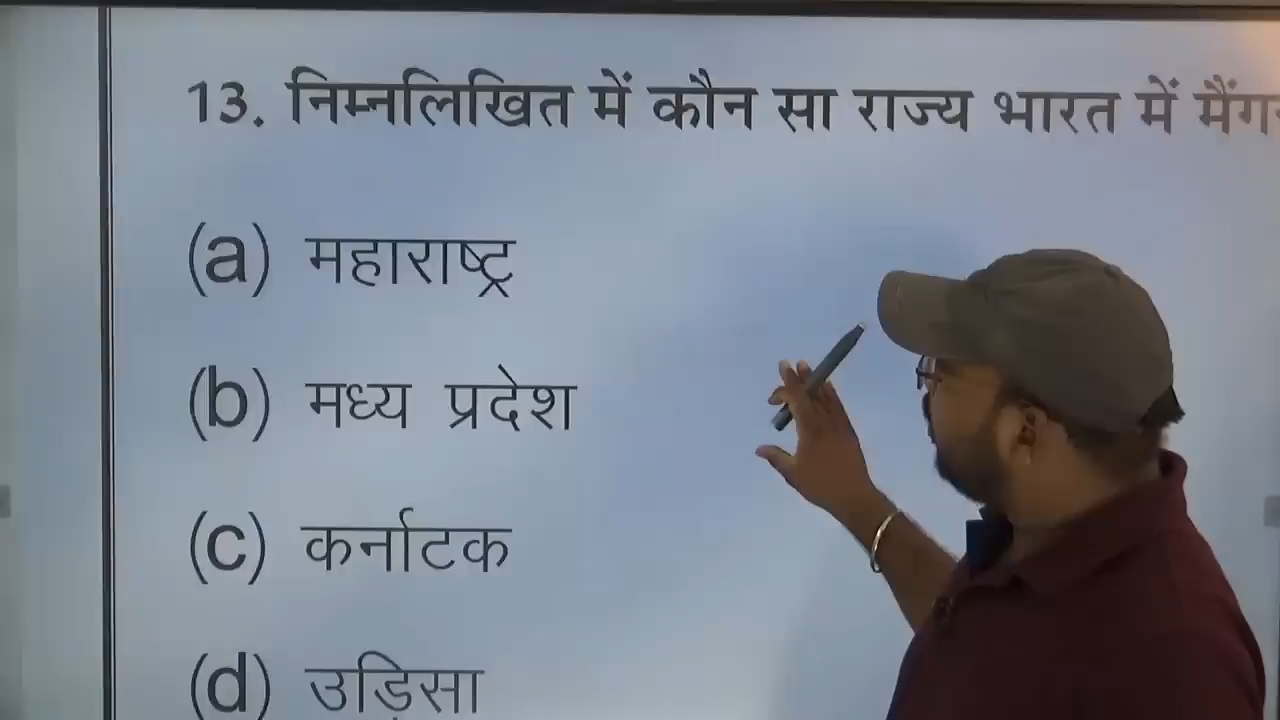 13. निम्नलिखित में कौन सा राज्य भारत में
(a) महाराष्ट्र
(b) मध्य प्रदेश
(c) कर्नाटक
(d) उड़िसा